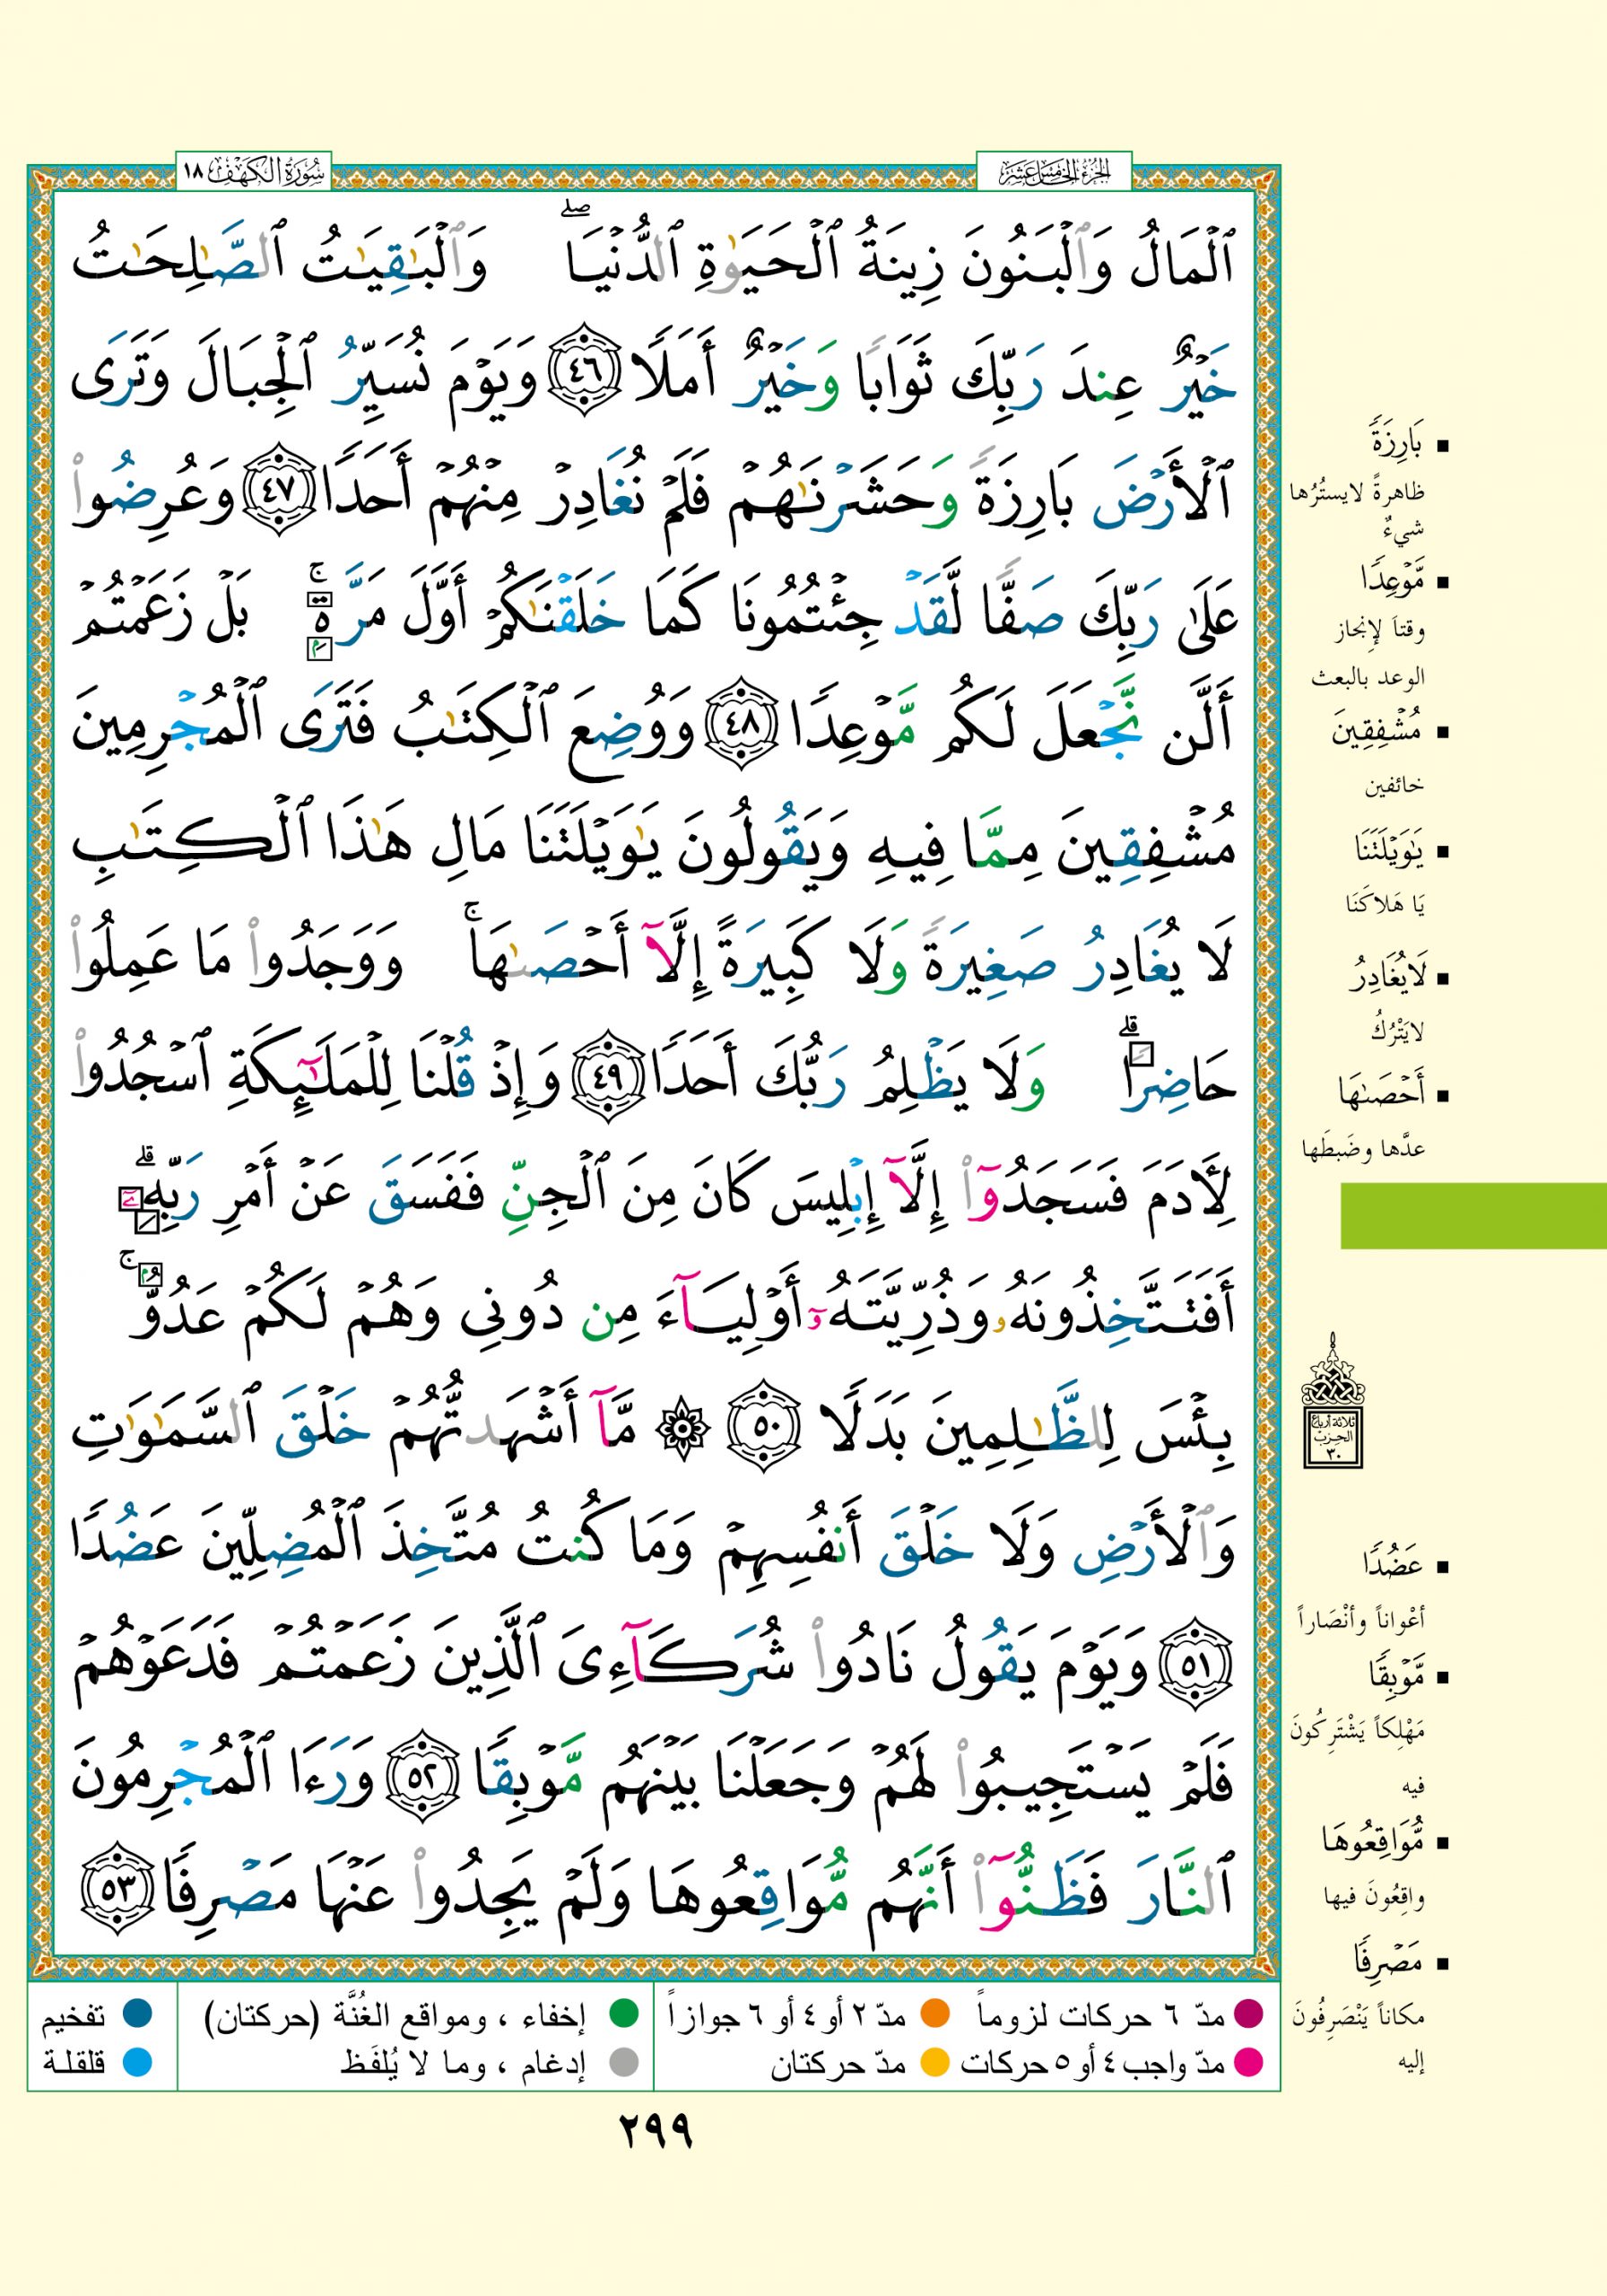 الجزء الخامس عشر
سورة الكهف ١٨
ٱلۡمَالُ وَٱلۡبَنُونَ زِينَةُ ٱلۡحَيَوٰةِ ٱلدُّنۡيَاۖ وَٱلۡبَٰقِيَٰتُ ٱلصَّٰلِحَٰتُ
خَيۡرٌ عِندَ رَبِّكَ ثَوَابٗا وَخَيۡرٌ أَمَلٗا ٤٦ وَيَوۡمَ نُسَيِّرُ ٱلۡجِبَالَ وَتَرَى
ٱلۡأَرۡضَ بَارِزَةٗ وَحَشَرۡنَٰهُمۡ فَلَمۡ نُغَادِرۡ مِنۡهُمۡ أَحَدٗا ٤٧ وَعُرِضُواْ
عَلَىٰ رَبِّكَ صَفّٗا لَّقَدۡ جِئۡتُمُونَا كَمَا خَلَقۡنَٰكُمۡ أَوَّلَ مَرَّةِۭۚ بَلۡ زَعَمۡتُمۡ
أَلَّن نَّجۡعَلَ لَكُم مَّوۡعِدٗا ٤٨ وَوُضِعَ ٱلۡكِتَٰبُ فَتَرَى ٱلۡمُجۡرِمِينَ
مُشۡفِقِينَ مِمَّا فِيهِ وَيَقُولُونَ يَٰوَيۡلَتَنَا مَالِ هَٰذَا ٱلۡكِتَٰبِ
لَا يُغَادِرُ صَغِيرَةٗ وَلَا كَبِيرَةً إِلَّآ أَحۡصَىٰهَاۚ وَوَجَدُواْ مَا عَمِلُواْ
حَاضِرٗاۗ وَلَا يَظۡلِمُ رَبُّكَ أَحَدٗا ٤٩ وَإِذۡ قُلۡنَا لِلۡمَلَٰٓئِكَةِ ٱسۡجُدُواْ
لِأٓدَمَ فَسَجَدُوٓاْ إِلَّآ إِبۡلِيسَ كَانَ مِنَ ٱلۡجِنِّ فَفَسَقَ عَنۡ أَمۡرِ رَبِّهِۦٓۗ
أَفَتَتَّخِذُونَهُۥ وَذُرِّيَّتَهُۥٓ أَوۡلِيَآءَ مِن دُونِي وَهُمۡ لَكُمۡ عَدُوُّۢۚ
بِئۡسَ لِلظَّٰلِمِينَ بَدَلٗا ٥٠ ۞ مَّآ أَشۡهَدتُّهُمۡ خَلۡقَ ٱلسَّمَٰوَٰتِ
وَٱلۡأَرۡضِ وَلَا خَلۡقَ أَنفُسِهِمۡ وَمَا كُنتُ مُتَّخِذَ ٱلۡمُضِلِّينَ عَضُدٗا
٥١ وَيَوۡمَ يَقُولُ نَادُواْ شُرَكَآءِيَ ٱلَّذِينَ زَعَمۡتُمۡ فَدَعَوۡهُمۡ
فَلَمۡ يَسۡتَجِيبُواْ لَهُمۡ وَجَعَلۡنَا بَيۡنَهُم مَّوۡبِقٗا ٥٢ وَرَءَا ٱلۡمُجۡرِمُونَ
ٱلنَّارَ فَظَنُّوٓاْ أَنَّهُم مُّوَاقِعُوهَا وَلَمۡ يَجِدُواْ عَنۡهَا مَصۡرِفٗا ٥٣
▪ بَارِزَةٗ
ظاهرةً لايستُرُها
شيءٌ
▪ مَّوۡعِدٗا
وقتاً لإنجاز
الوعد بالبعث
▪ مُشۡفِقِينَ
خائفين
▪ يَٰوَيۡلَتَنَا
يَا هَلاكَنَا
▪ لَايُغَادِرُ
لايَتْرُكُ
▪ أَحۡصَىٰهَا
عدَّها وضَبطَها
ثلاثة أرباع
الحزب
٣٠
▪ عَضُدٗا
أعْواناً وأنْصَاراً
▪ مَّوۡبِقٗا
مَهْلِكاً يَشْتَرِكُونَ
فيه
▪ مُّوَاقِعُوهَا
واقِعُونَ فيها
▪ مَصۡرِفٗا
مكاناً يَنْصَرِفُونَ
إليه
مدّ ٦ حركات لزوماً ● مدّ ٢ أو ٤ أو ٦ جوازاً ● إخفاء ، ومواقع الغُنَّة (حركتان) ● تفخيم
مدّ واجب ٤ أو ٥ حركات ● مدّ حركتان ● إدغام ، وما لا يُلفَظ ● قلقلة
٢٩٩